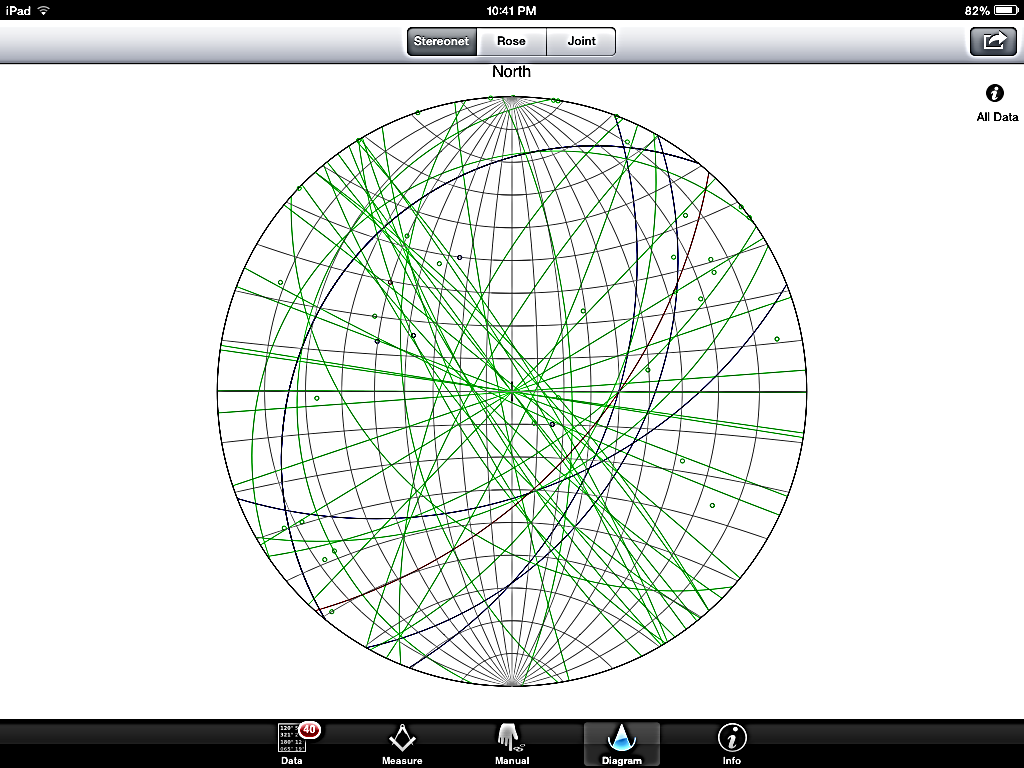 iPad 10:41 PM 82%
Stereonet Rose Joint
North
All Data
40
Data Measure Manual Diagram Info